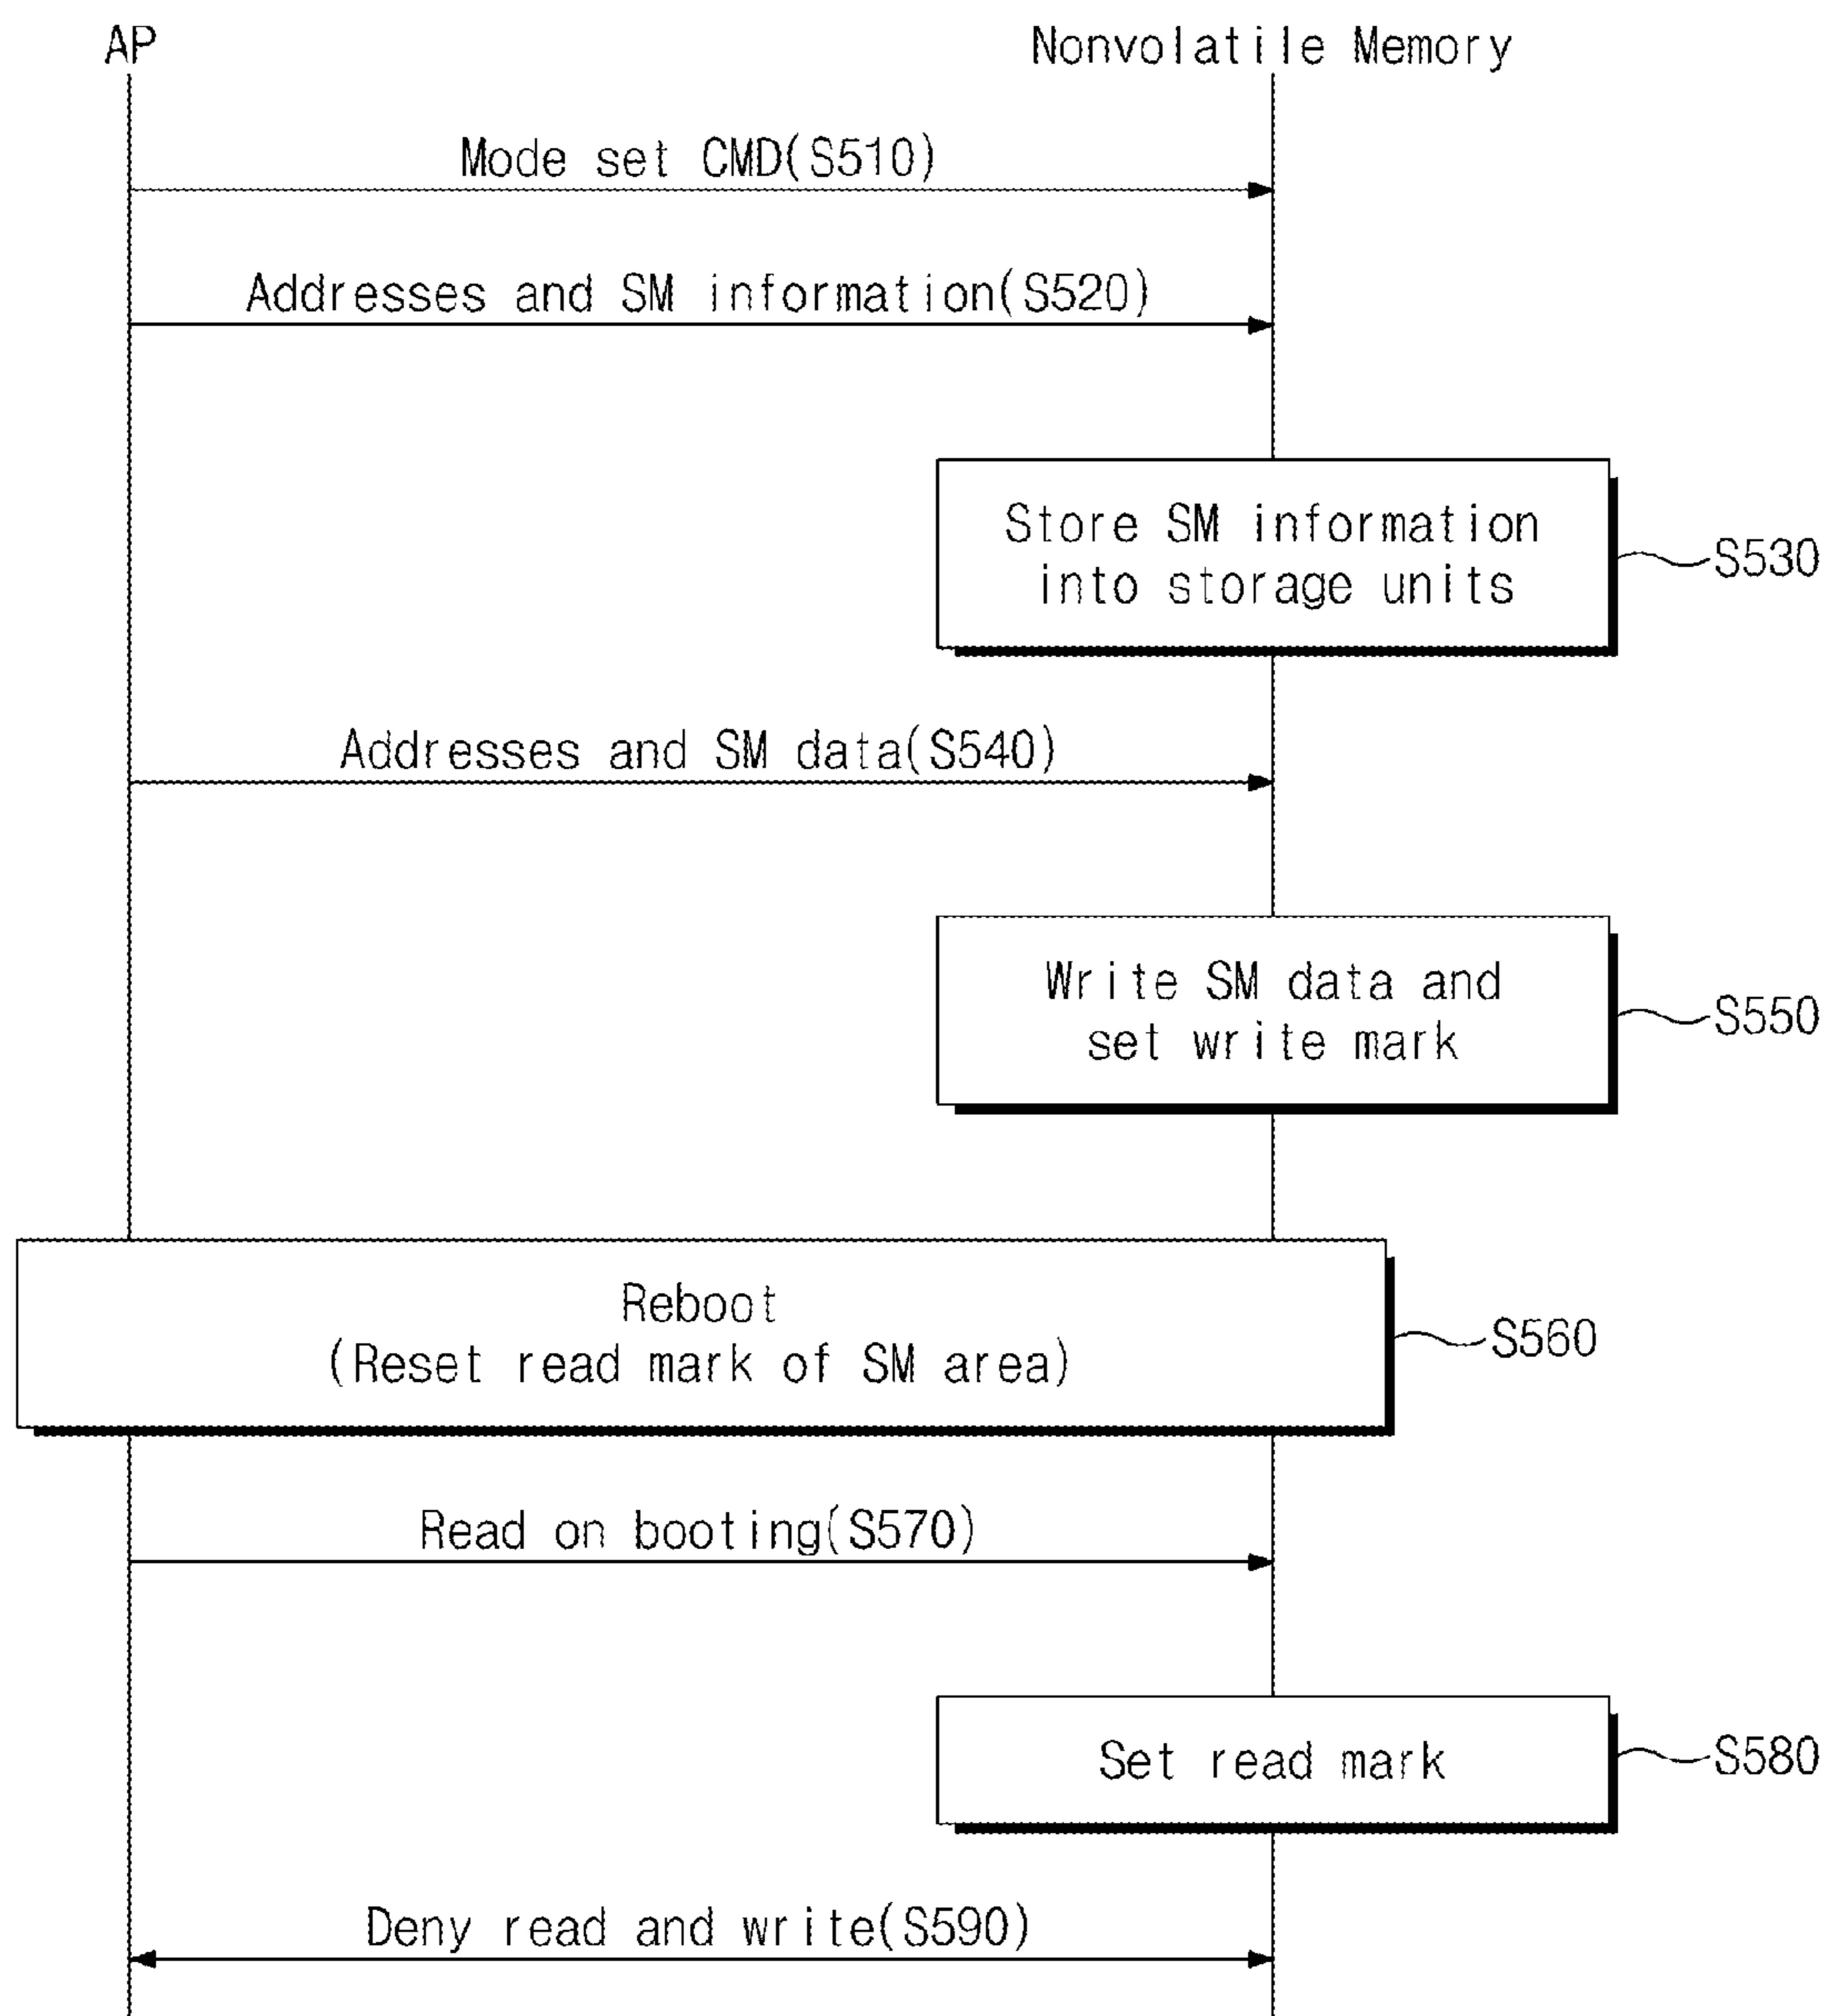 AP
Nonvolatile Memory
Mode set CMD(S510)
Addresses and SM information(S520)
Store SM information
into storage units
S530
Addresses and SM data(S540)
Write SM data and
set write mark
S550
Reboot
(Reset read mark of SM area)
S560
Read on booting(S570)
Set read mark
S580
Deny read and write(S590)